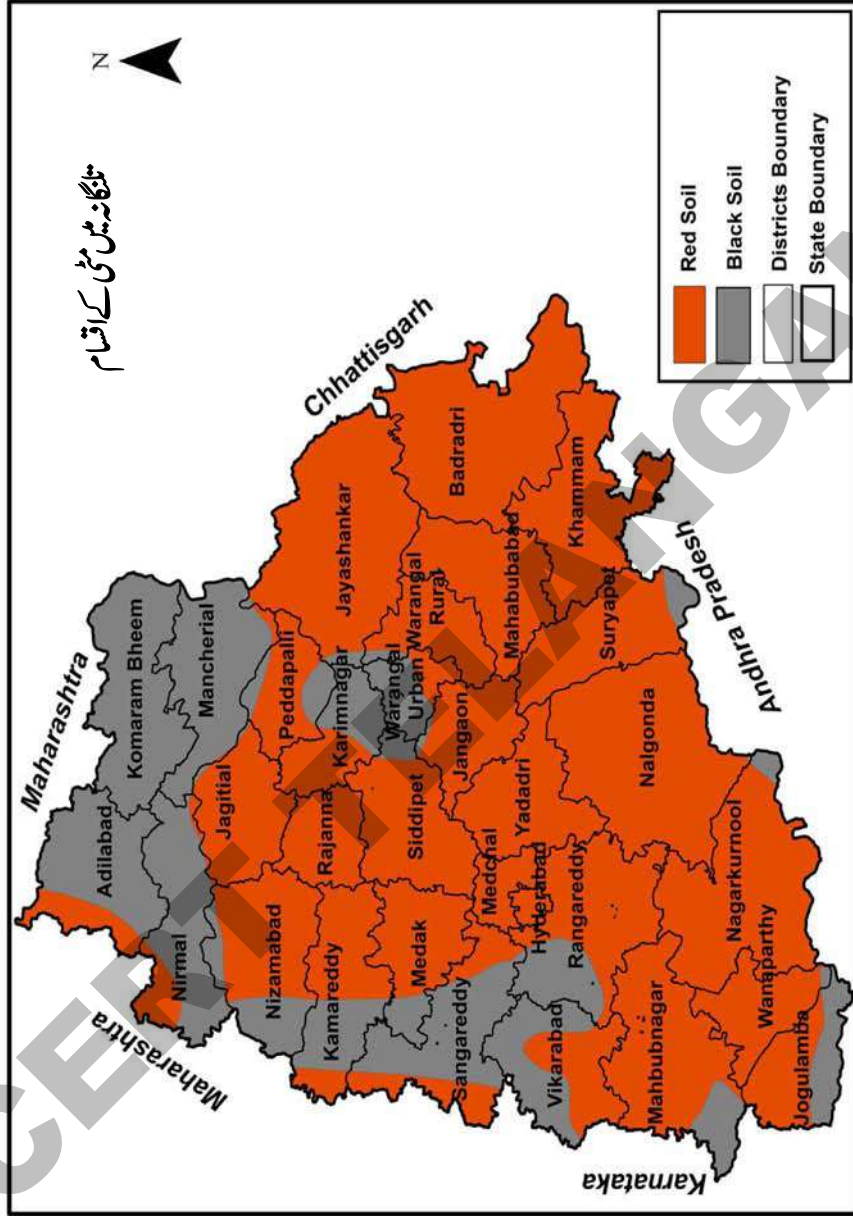 تلنگانہ میں مٹی کے اقسام
N
Maharashtra
Maharashtra
Chhattisgarh
Andhra Pradesh
Karnataka
Adilabad
Komaram Bheem
Mancherial
Nirmal
Jagitial
Peddapalli
Nizamabad
Rajanna
Karimnagar
Jayashankar
Kamareddy
Siddipet
Warangal
Urban
Warangal
Rural
Badradri
Medak
Jangaon
Mahabubabad
Khammam
Sangareddy
Medchal
Yadadri
Suryapet
Hyderabad
Rangareddy
Vikarabad
Nalgonda
Mahbubnagar
Nagarkurnool
Wanaparthy
Jogulamba
Red Soil
Black Soil
Districts Boundary
State Boundary
CERT TELANGANA